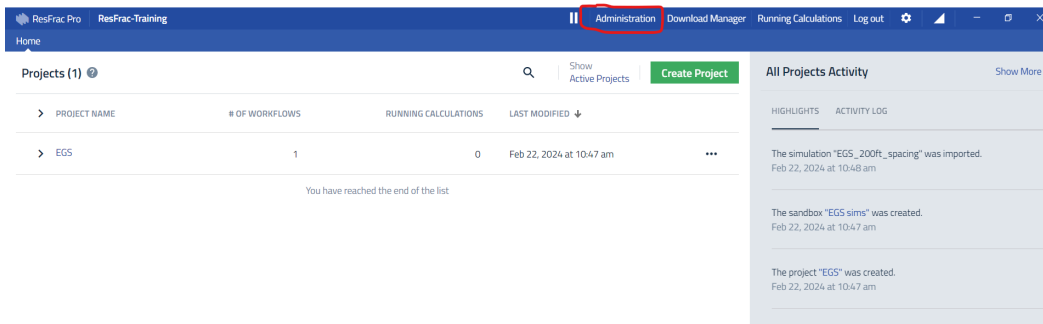 ResFrac Pro ResFrac-Training Administration Download Manager Running Calculations Log out
Home
Projects (1) ?
Show
Active Projects
Create Project
PROJECT NAME # OF WORKFLOWS RUNNING CALCULATIONS LAST MODIFIED
EGS 1 0 Feb 22, 2024 at 10:47 am
You have reached the end of the list
All Projects Activity Show More
HIGHLIGHTS ACTIVITY LOG
The simulation "EGS_200ft_spacing" was imported.
Feb 22, 2024 at 10:48 am
The sandbox "EGS sims" was created.
Feb 22, 2024 at 10:47 am
The project "EGS" was created.
Feb 22, 2024 at 10:47 am